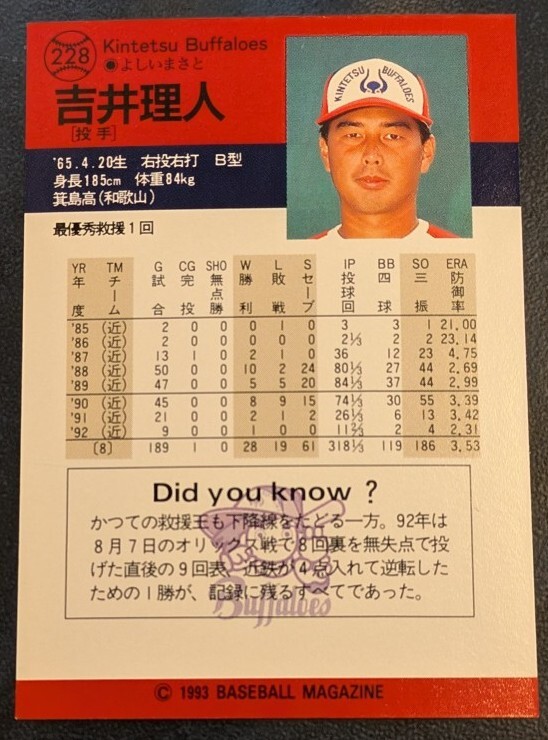 228
Kintetsu Buffaloes
●よしいまさと
吉井理人
[投手]
KINTETSU BUFFALOES
'65.4.20生 右投右打 B型
身長185cm 体重84kg
箕島高(和歌山)
最優秀救援1回
YR 年度 TM チーム G 試合 CG 完投 SHO 無点勝 W 勝利 L 敗戦 S セーブ IP 投球回 BB 四球 SO 三振 ERA 防御率
'85 (近) 2 0 0 0 1 0 3 3 1 21.00
'86 (近) 2 0 0 0 0 0 2⅓ 2 2 23.14
'87 (近) 13 1 0 2 1 0 36 12 23 4.75
'88 (近) 50 0 0 10 2 24 80⅓ 27 44 2.69
'89 (近) 47 0 0 5 5 20 84⅓ 37 44 2.99
'90 (近) 45 0 0 8 9 15 74⅓ 30 55 3.39
'91 (近) 21 0 0 2 1 2 26⅓ 6 13 3.42
'92 (近) 9 0 0 1 0 0 11⅔ 2 4 2.31
[8] 189 1 0 28 19 61 318⅓ 119 186 3.53
Did you know ?
かつての救援王も下降線をたどる一方。92年は
8月7日のオリックス戦で8回裏を無失点で投
げた直後の9回表、近鉄が4点入れて逆転した
ための1勝が、記録に残るすべてであった。
Buffaloes
© 1993 BASEBALL MAGAZINE